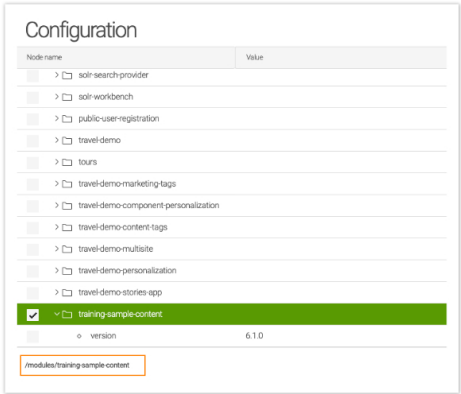 Configuration
Node name Value
solr-search-provider
solr-workbench
public-user-registration
travel-demo
tours
travel-demo-marketing-tags
travel-demo-component-personalization
travel-demo-content-tags
travel-demo-multisite
travel-demo-personalization
travel-demo-stories-app
training-sample-content
version 6.1.0
/modules/training-sample-content